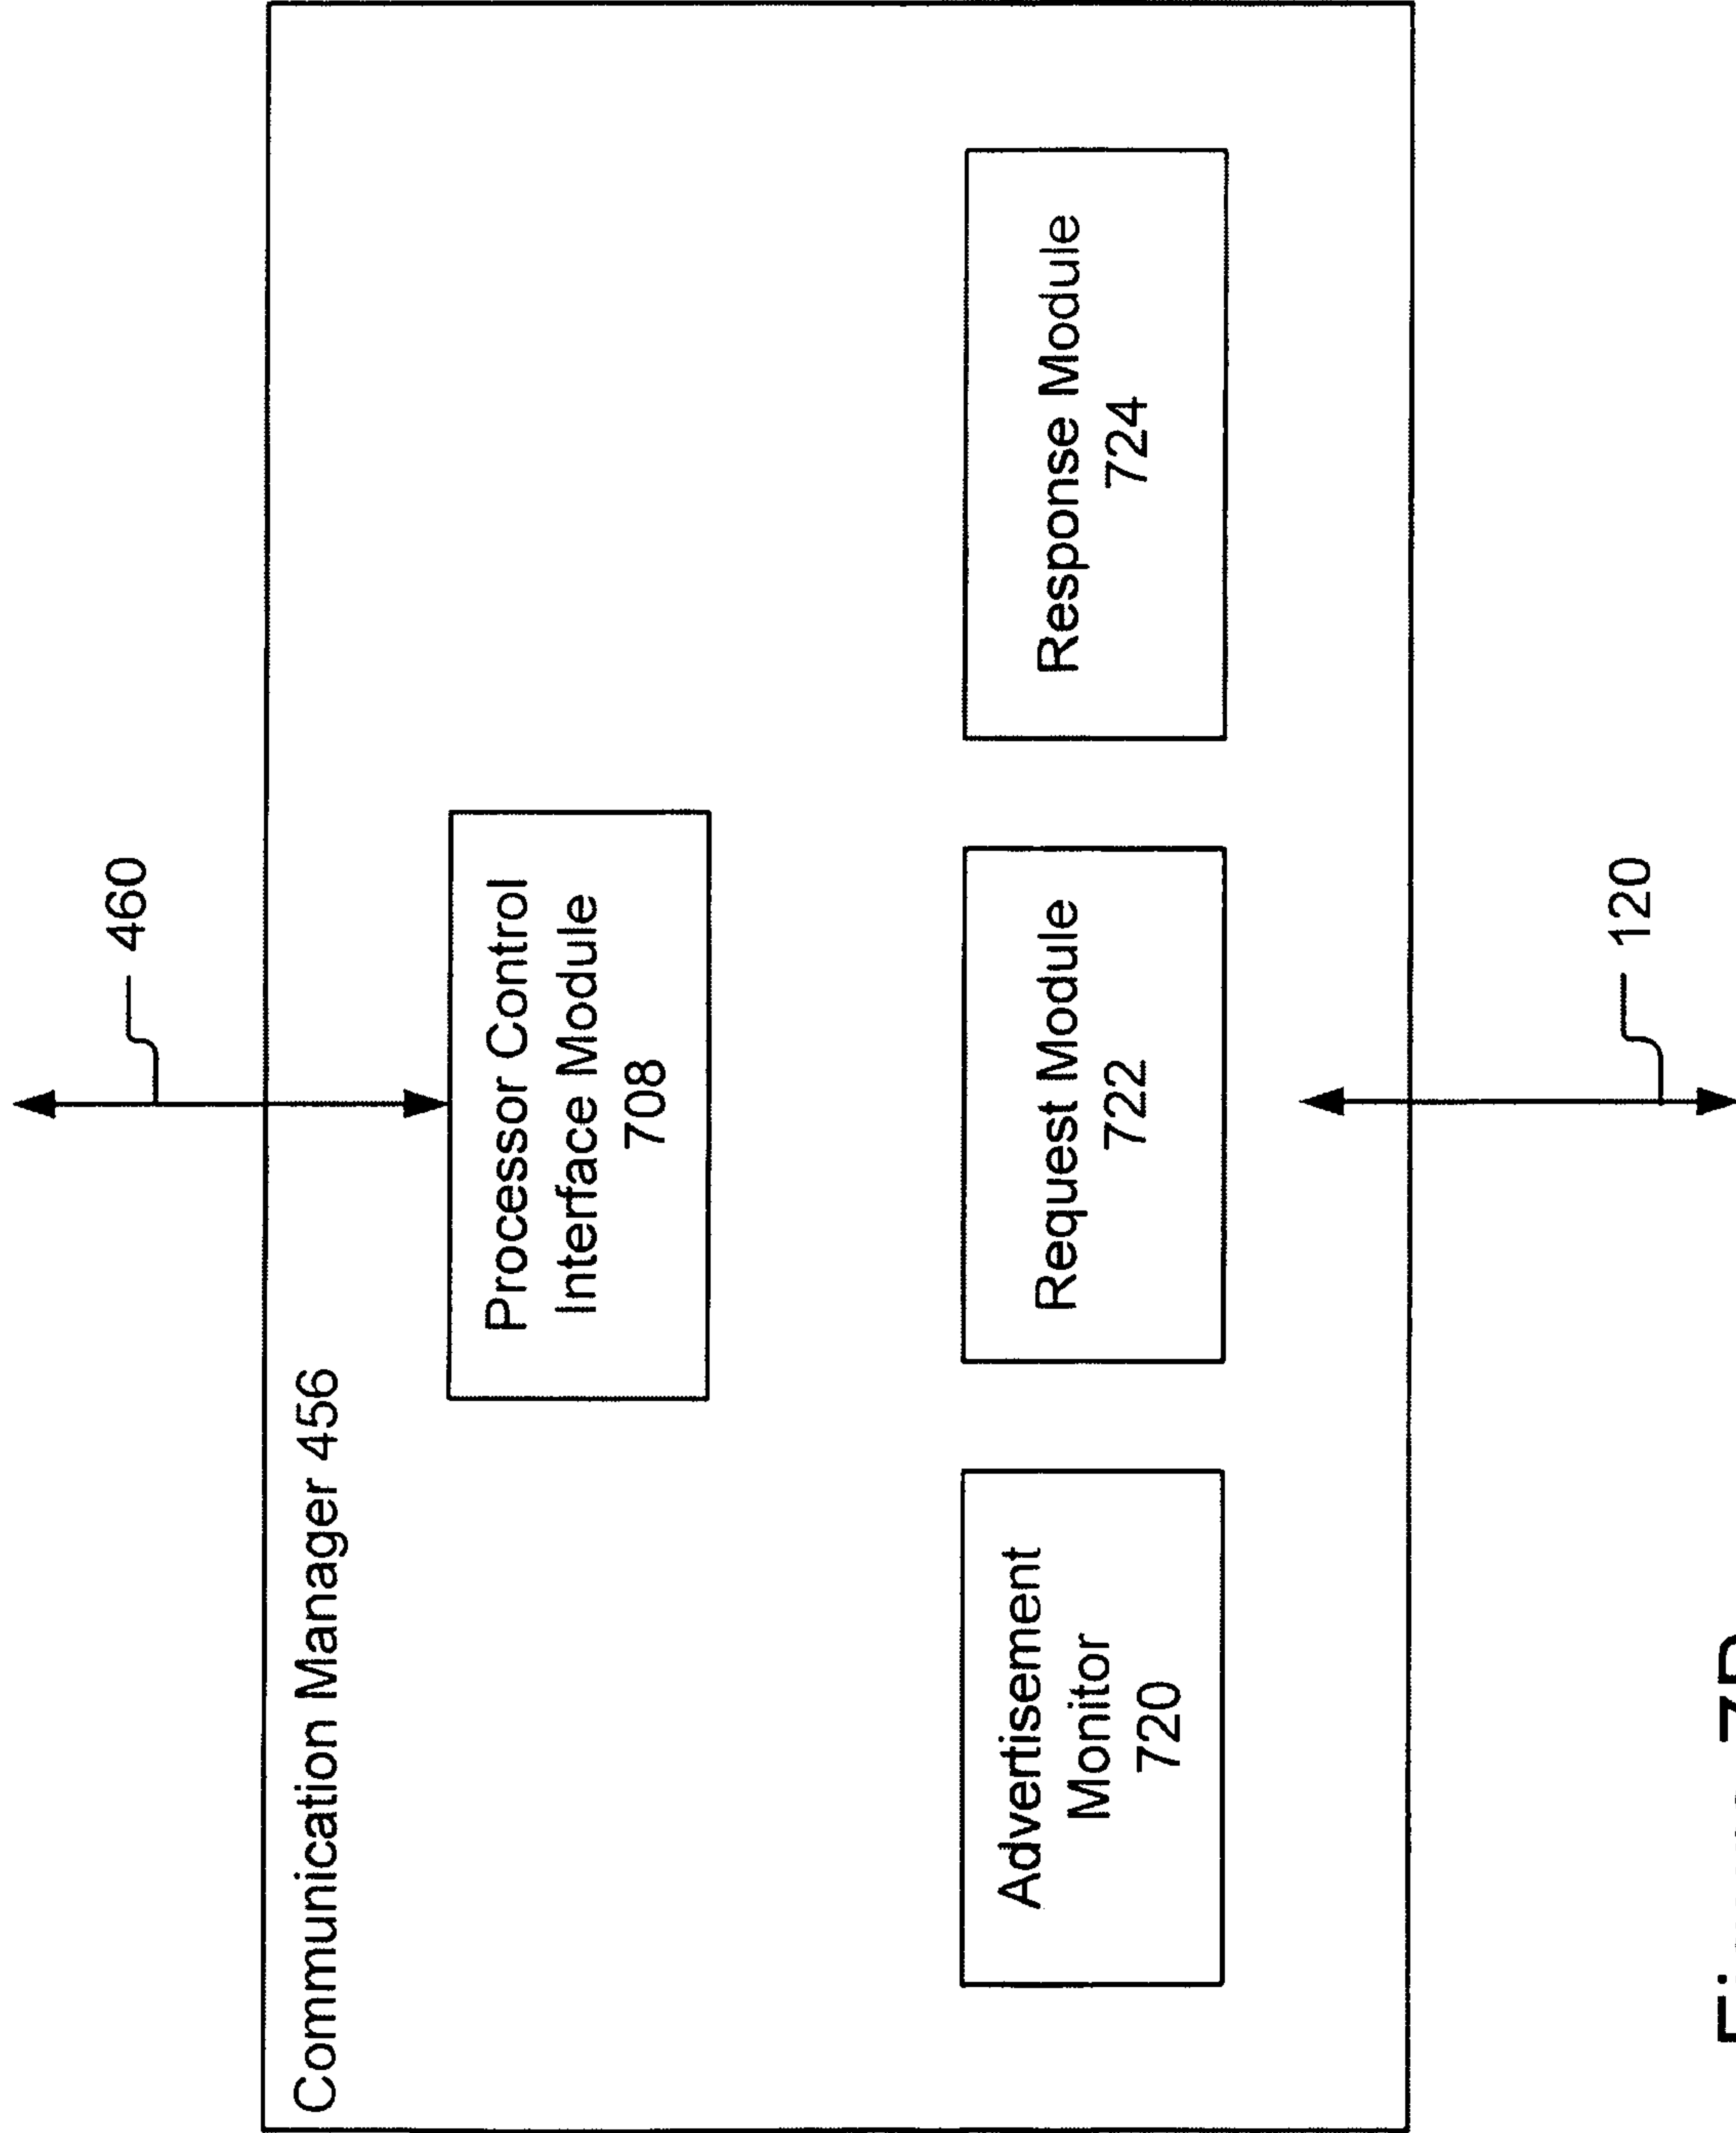 460
Communication Manager 456
Processor Control
Interface Module
708
Advertisement
Monitor
720
Request Module
722
Response Module
724
120